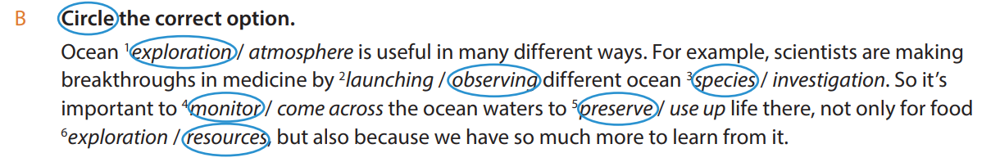 B Circle the correct option.
Ocean ¹exploration / atmosphere is useful in many different ways. For example, scientists are making
breakthroughs in medicine by ²launching / observing different ocean ³species / investigation. So it's
important to ⁴monitor / come across the ocean waters to ⁵preserve / use up life there, not only for food
⁶exploration / resources, but also because we have so much more to learn from it.